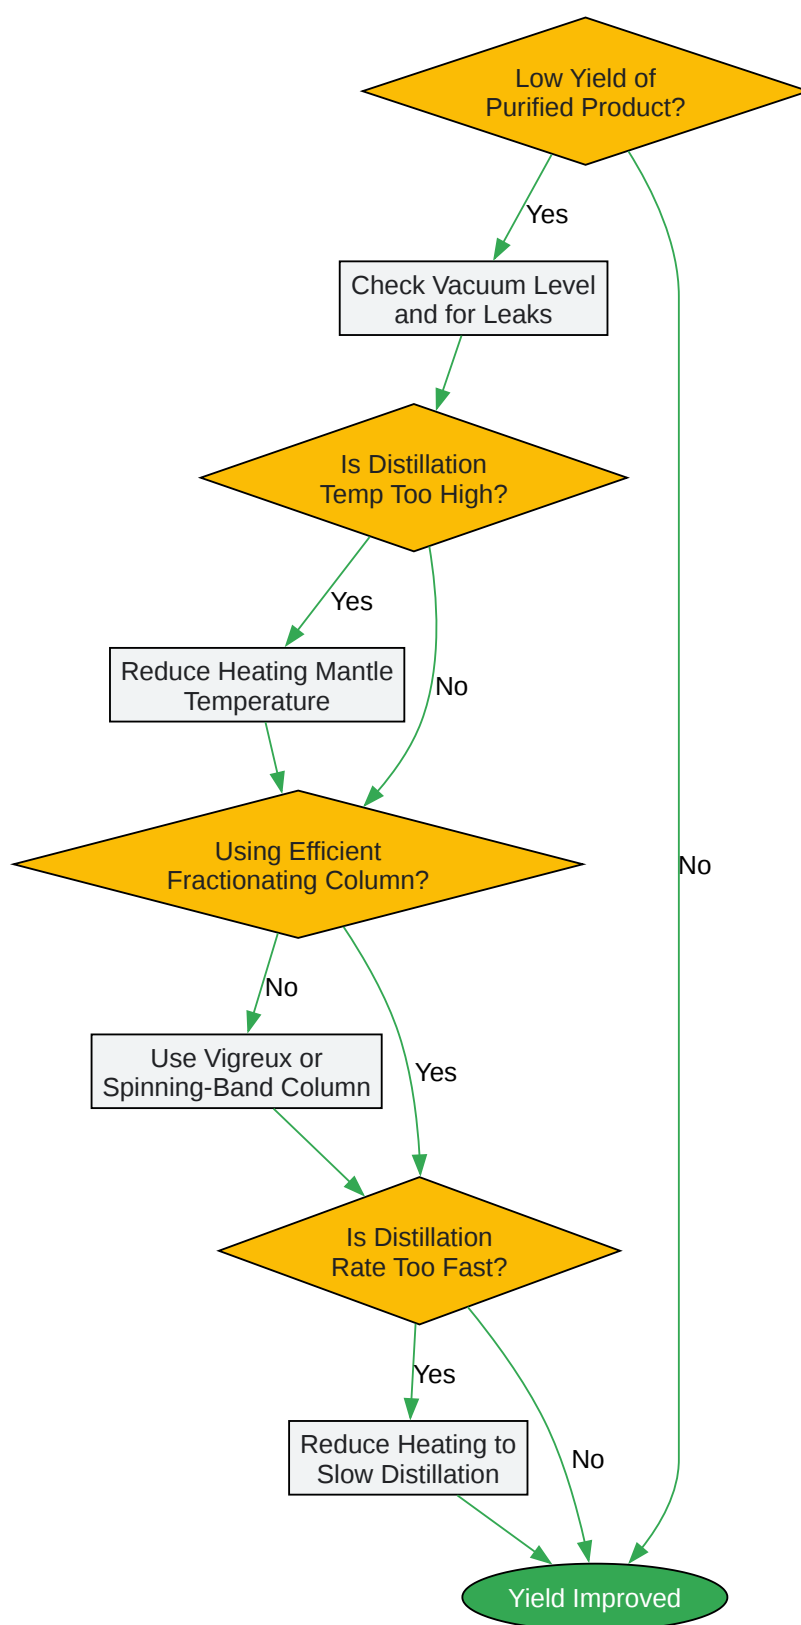 Low Yield of
Purified Product?
Yes
Check Vacuum Level
and for Leaks
Is Distillation
Temp Too High?
Yes
Reduce Heating Mantle
Temperature
No
Using Efficient
Fractionating Column?
No
No
Use Vigreux or
Spinning-Band Column
Yes
Is Distillation
Rate Too Fast?
Yes
Reduce Heating to
Slow Distillation
No
Yield Improved